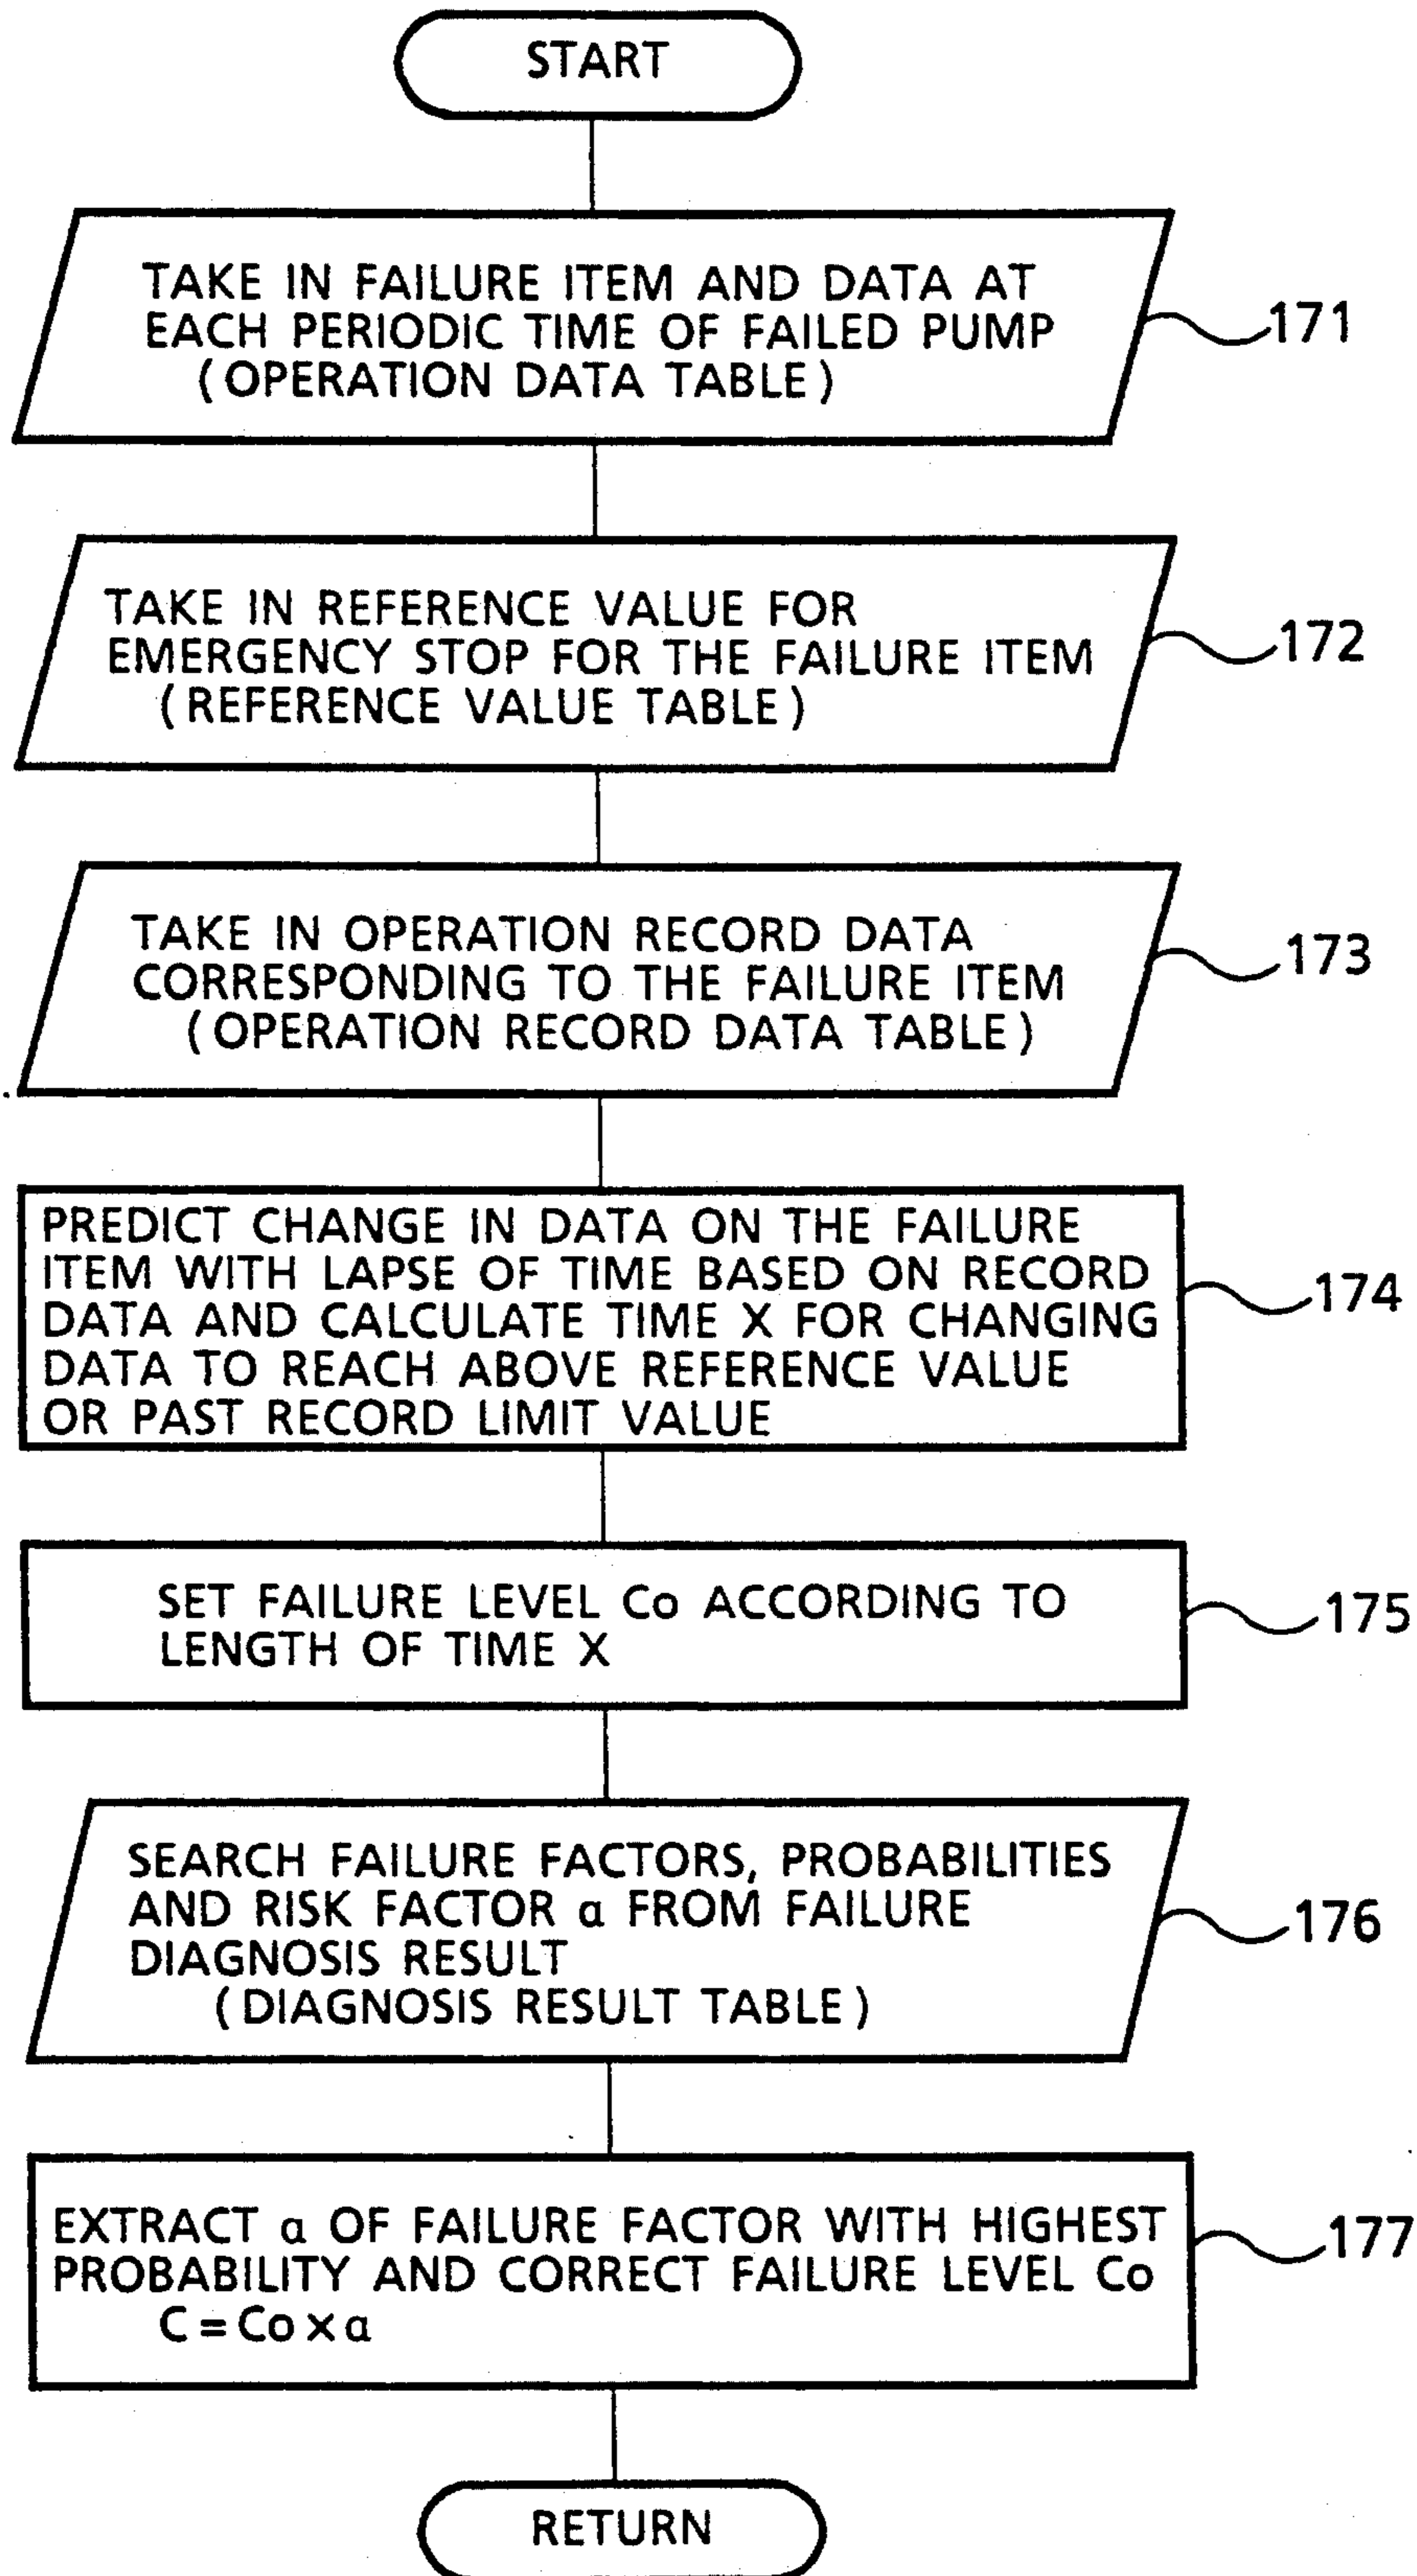 START
TAKE IN FAILURE ITEM AND DATA AT
EACH PERIODIC TIME OF FAILED PUMP
(OPERATION DATA TABLE)
171
TAKE IN REFERENCE VALUE FOR
EMERGENCY STOP FOR THE FAILURE ITEM
(REFERENCE VALUE TABLE)
172
TAKE IN OPERATION RECORD DATA
CORRESPONDING TO THE FAILURE ITEM
(OPERATION RECORD DATA TABLE)
173
PREDICT CHANGE IN DATA ON THE FAILURE
ITEM WITH LAPSE OF TIME BASED ON RECORD
DATA AND CALCULATE TIME X FOR CHANGING
DATA TO REACH ABOVE REFERENCE VALUE
OR PAST RECORD LIMIT VALUE
174
SET FAILURE LEVEL Co ACCORDING TO
LENGTH OF TIME X
175
SEARCH FAILURE FACTORS, PROBABILITIES
AND RISK FACTOR α FROM FAILURE
DIAGNOSIS RESULT
(DIAGNOSIS RESULT TABLE)
176
EXTRACT α OF FAILURE FACTOR WITH HIGHEST
PROBABILITY AND CORRECT FAILURE LEVEL Co
C = Co × α
177
RETURN